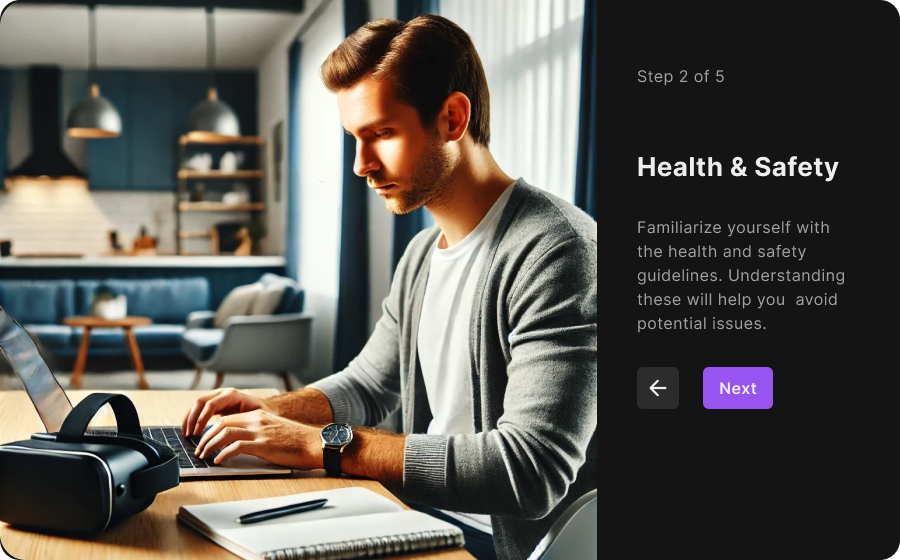 Step 2 of 5
Health & Safety
Familiarize yourself with
the health and safety
guidelines. Understanding
these will help you  avoid
potential issues.
Next